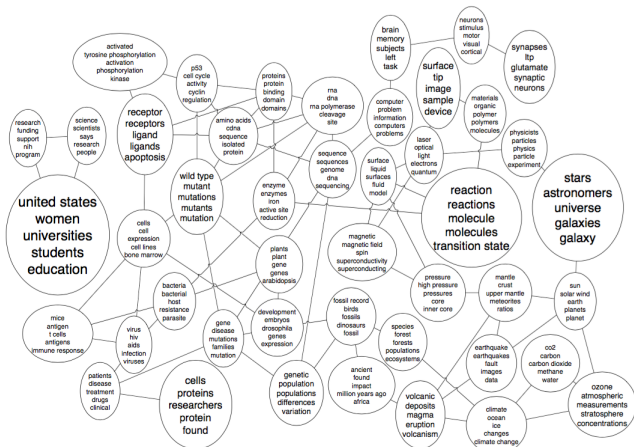 activated
tyrosine phosphorylation
activation
phosphorylation
kinase
p53
cell cycle
activity
cyclin
regulation
proteins
protein
binding
domain
domains
rna
dna
rna polymerase
cleavage
site
brain
memory
subjects
left
task
neurons
stimulus
motor
visual
cortical
synapses
ltp
glutamate
synaptic
neurons
surface
tip
image
sample
device
materials
organic
polymer
polymers
molecules
research
funding
support
nih
program
science
scientists
says
research
people
receptor
receptors
ligand
ligands
apoptosis
amino acids
cdna
sequence
isolated
protein
computer
problem
information
computers
problems
laser
optical
light
electrons
quantum
physicists
particles
physics
particle
experiment
sequence
sequences
genome
dna
sequencing
surface
liquid
surfaces
fluid
model
stars
astronomers
universe
galaxies
galaxy
united states
women
universities
students
education
wild type
mutant
mutations
mutants
mutation
enzyme
enzymes
iron
active site
reduction
reaction
reactions
molecule
molecules
transition state
cells
cell
expression
cell lines
bone marrow
magnetic
magnetic field
spin
superconductivity
superconducting
plants
plant
gene
genes
arabidopsis
pressure
high pressure
pressures
core
inner core
mantle
crust
upper mantle
meteorites
ratios
sun
solar wind
earth
planets
planet
bacteria
bacterial
host
resistance
parasite
mice
antigen
t cells
antigens
immune response
virus
hiv
aids
infection
viruses
gene
disease
mutations
families
mutation
development
embryos
drosophila
genes
expression
fossil record
birds
fossils
dinosaurs
fossil
species
forest
forests
populations
ecosystems
earthquake
earthquakes
fault
images
data
co2
carbon
carbon dioxide
methane
water
patients
disease
treatment
drugs
clinical
cells
proteins
researchers
protein
found
genetic
population
populations
differences
variation
ancient
found
impact
million years ago
africa
volcanic
deposits
magma
eruption
volcanism
climate
ocean
ice
changes
climate change
ozone
atmospheric
measurements
stratosphere
concentrations